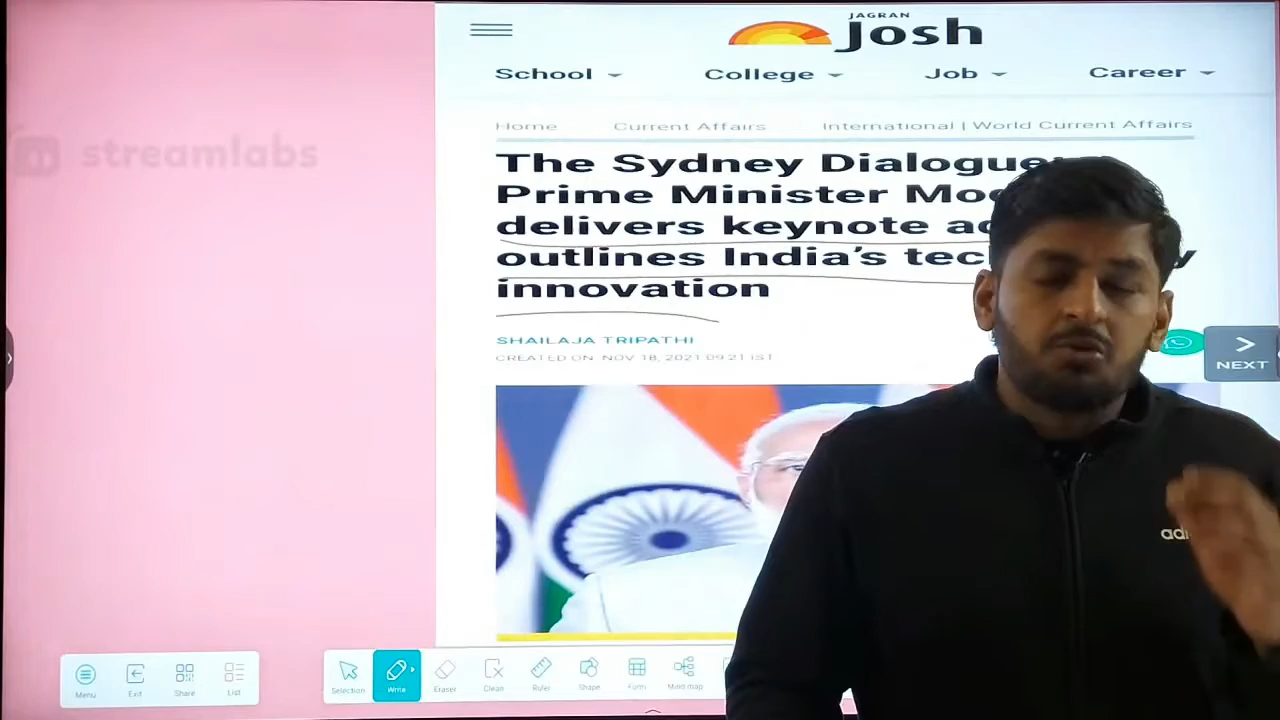 JAGRAN
Josh
School
College
Job
Career
streamlabs
Home
Current Affairs
International | World Current Affairs
The Sydney Dialogue:
Prime Minister
delivers keynote
outlines India's
innovation
SHAILAJA TRIPATHI
CREATED ON: NOV 18, 2021 09:21 IST
NEXT
Menu
Exit
Share
List
Selection
Write
Eraser
Clean
Ruler
Shape
Form
Mind map